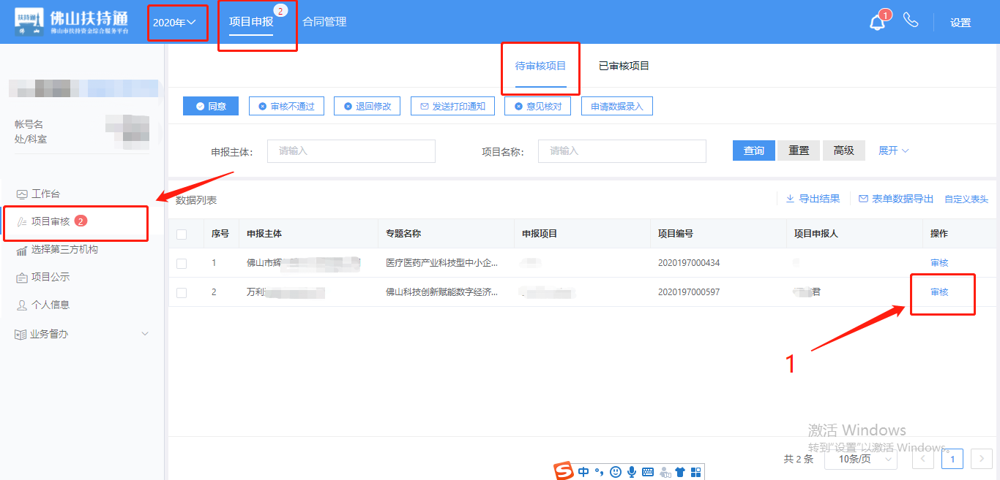 扶持通
佛山
佛山扶持通
佛山市扶持资金综合服务平台
2020年
项目申报
2
合同管理
1
设置
待审核项目
已审核项目
同意
审核不通过
退回修改
发送打印通知
意见核对
申请数据录入
帐号名
处/科室
申报主体：
请输入
项目名称：
请输入
查询
重置
高级
展开
工作台
项目审核
2
选择第三方机构
项目公示
个人信息
业务督办
数据列表
导出结果
表单数据导出
自定义表头
序号 申报主体 专题名称 申报项目 项目编号 项目申报人 操作
1 佛山市辉 医疗医药产业科技型中小企... 2020197000434 审核
2 万利 佛山科技创新赋能数字经济... 2020197000597 君 审核
1
激活 Windows
转到"设置"以激活 Windows。
共 2 条
10条/页
1
S 中